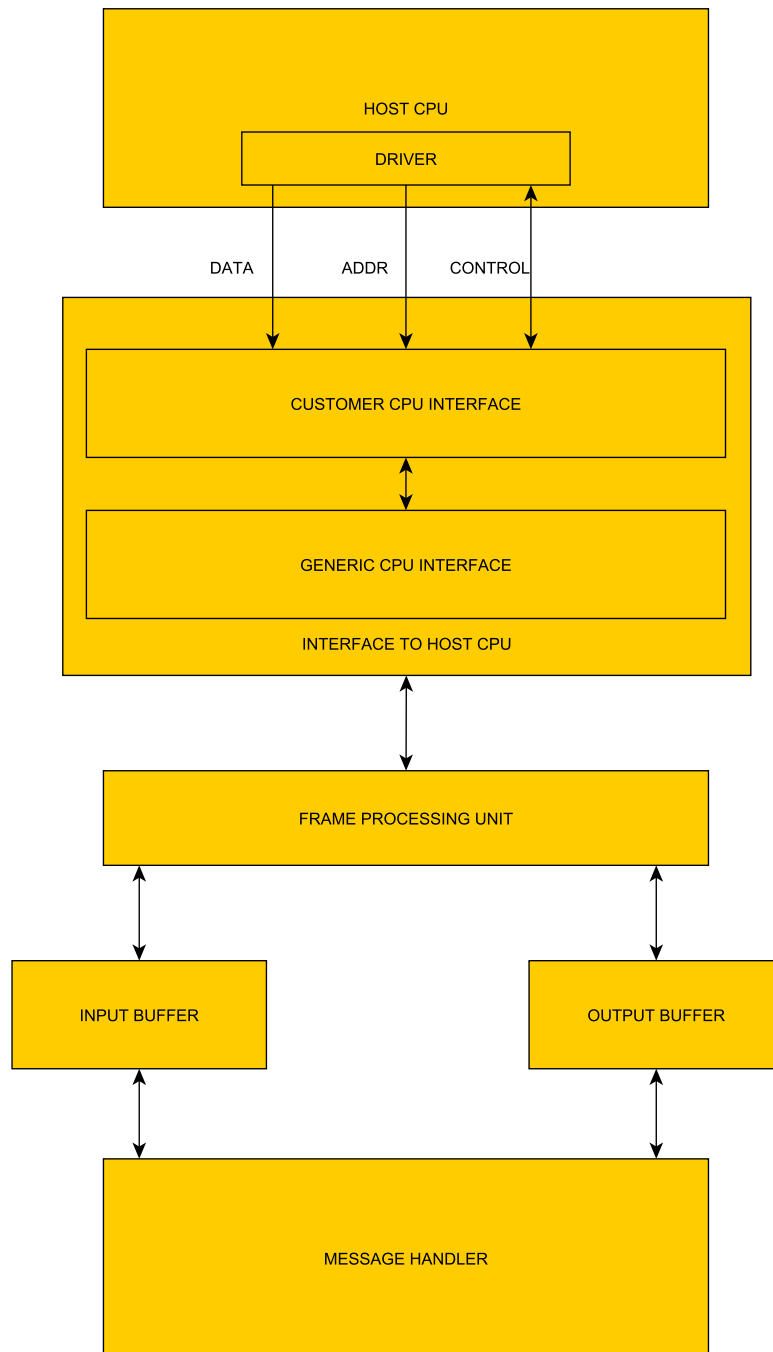 HOST CPU
DRIVER
DATA
ADDR
CONTROL
CUSTOMER CPU INTERFACE
GENERIC CPU INTERFACE
INTERFACE TO HOST CPU
FRAME PROCESSING UNIT
INPUT BUFFER
OUTPUT BUFFER
MESSAGE HANDLER